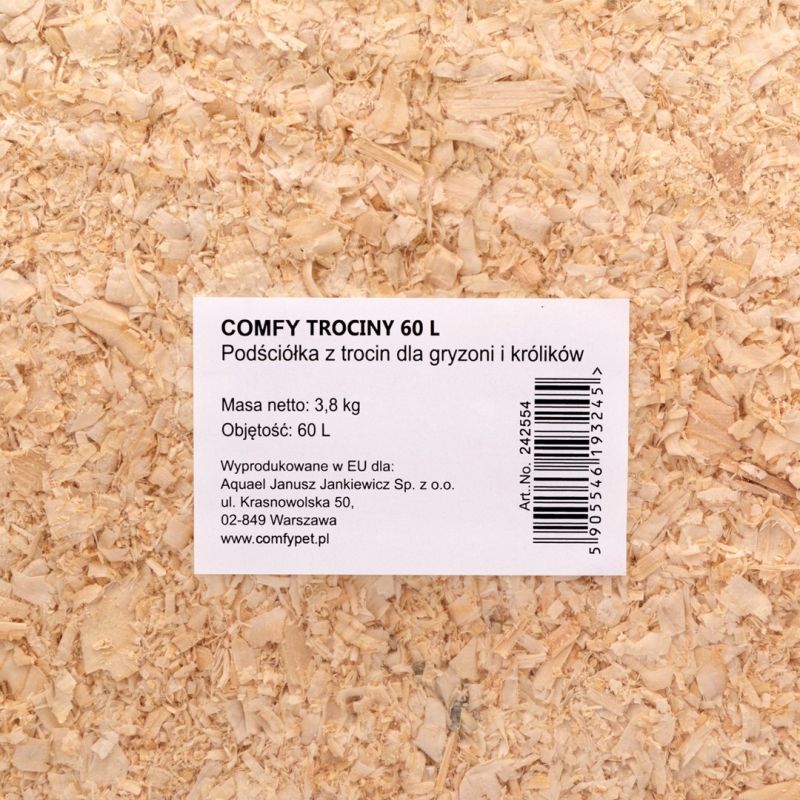 COMFY TROCINY 60 L
Podściółka z trocin dla gryzoni i królików
Masa netto: 3,8 kg
Objętość: 60 L
Wyprodukowane w EU dla:
Aquael Janusz Jankiewicz Sp. z o.o.
ul. Krasnowolska 50,
02-849 Warszawa
www.comfypet.pl
Art..No. 242554
5 905546 193245 >